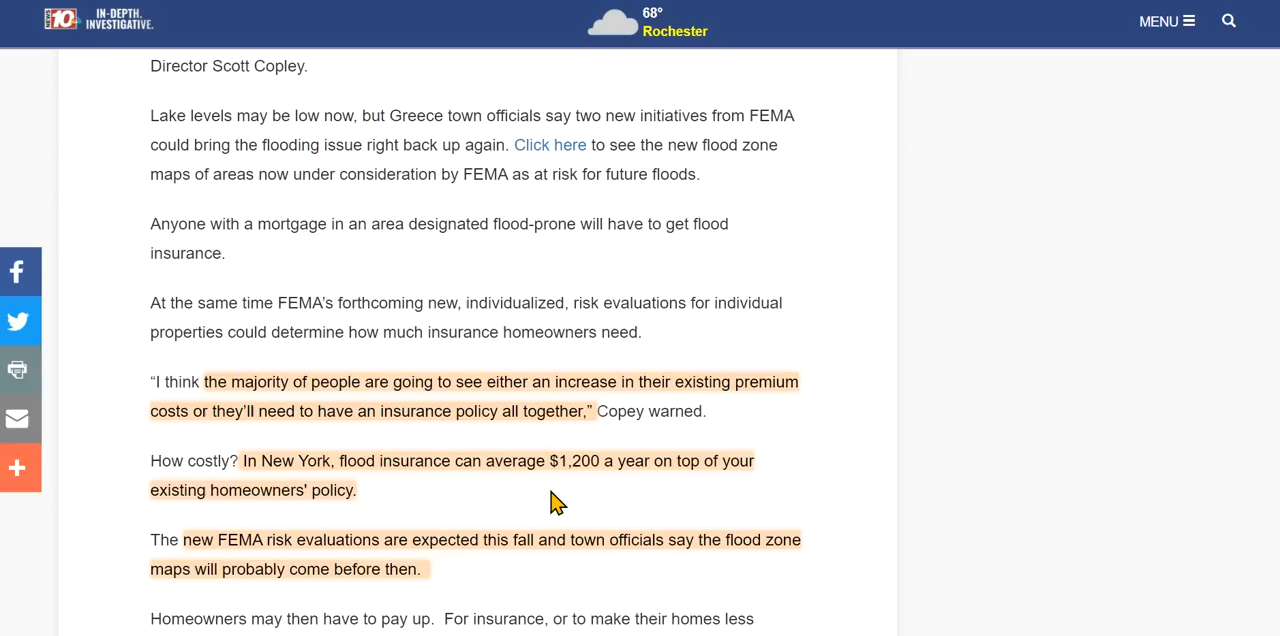 NEWS 10 NBC IN-DEPTH. INVESTIGATIVE.
68°
Rochester
MENU
Director Scott Copley.
Lake levels may be low now, but Greece town officials say two new initiatives from FEMA
could bring the flooding issue right back up again. Click here to see the new flood zone
maps of areas now under consideration by FEMA as at risk for future floods.
Anyone with a mortgage in an area designated flood-prone will have to get flood
insurance.
At the same time FEMA’s forthcoming new, individualized, risk evaluations for individual
properties could determine how much insurance homeowners need.
“I think the majority of people are going to see either an increase in their existing premium
costs or they’ll need to have an insurance policy all together,” Copey warned.
How costly? In New York, flood insurance can average $1,200 a year on top of your
existing homeowners' policy.
The new FEMA risk evaluations are expected this fall and town officials say the flood zone
maps will probably come before then.
Homeowners may then have to pay up.  For insurance, or to make their homes less